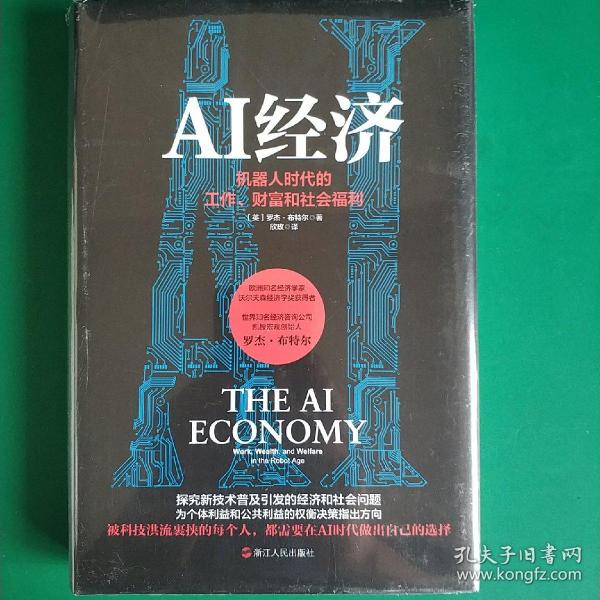 AI经济
机器人时代的
工作、财富和社会福利
［英］罗杰·布特尔◎著
欣玫◎译
欧洲知名经济学家
沃尔夫森经济学奖获得者
世界知名经济咨询公司
凯投宏观创始人
罗杰·布特尔
THE AI
ECONOMY
Work, Wealth, and Welfare
in the Robot Age
探究新技术普及引发的经济和社会问题
为个体利益和公共利益的权衡决策指出方向
被科技洪流裹挟的每个人，都需要在AI时代做出自己的选择
浙江人民出版社
孔夫子旧书网
www.kongfz.com